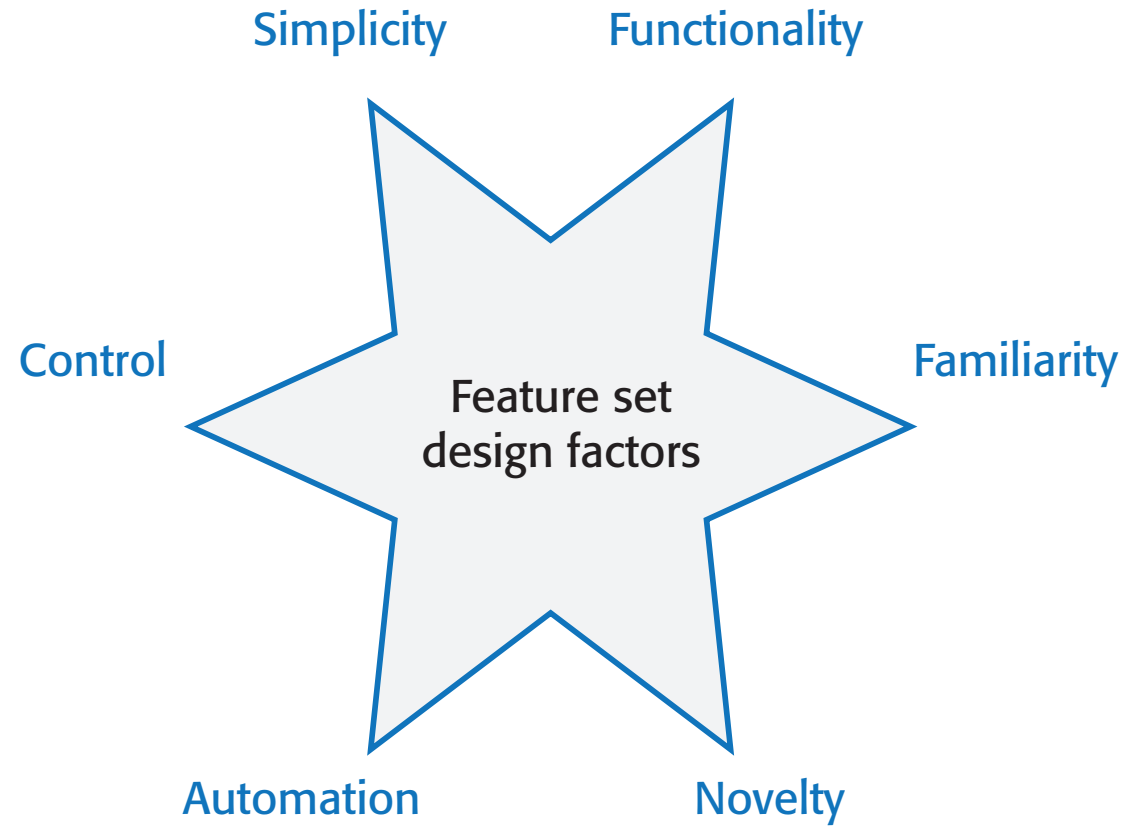 Simplicity
Functionality
Control
Familiarity
Feature set
design factors
Automation
Novelty